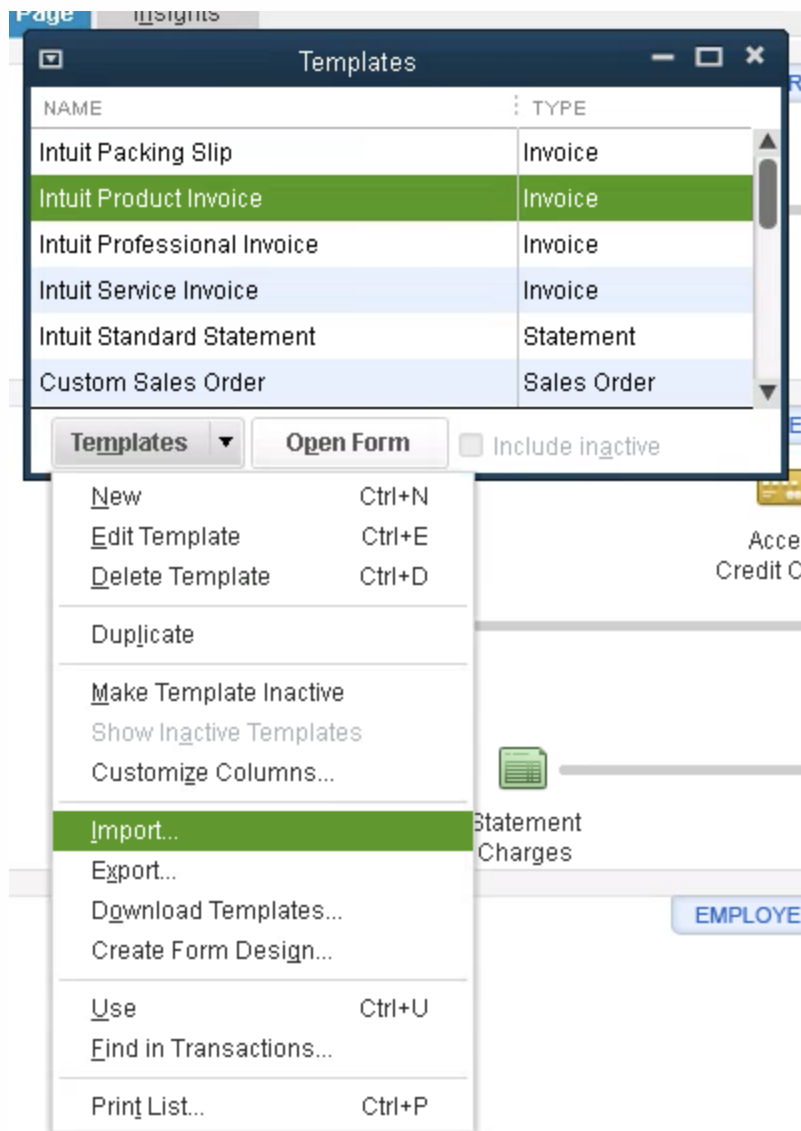 Page Insights
Templates
NAME TYPE
Intuit Packing Slip Invoice
Intuit Product Invoice Invoice
Intuit Professional Invoice Invoice
Intuit Service Invoice Invoice
Intuit Standard Statement Statement
Custom Sales Order Sales Order
Templates Open Form Include inactive
New Ctrl+N
Edit Template Ctrl+E
Delete Template Ctrl+D
Duplicate
Make Template Inactive
Show Inactive Templates
Customize Columns...
Import...
Export...
Download Templates...
Create Form Design...
Use Ctrl+U
Find in Transactions...
Print List... Ctrl+P
Acce
Credit C
Statement
Charges
EMPLOYE